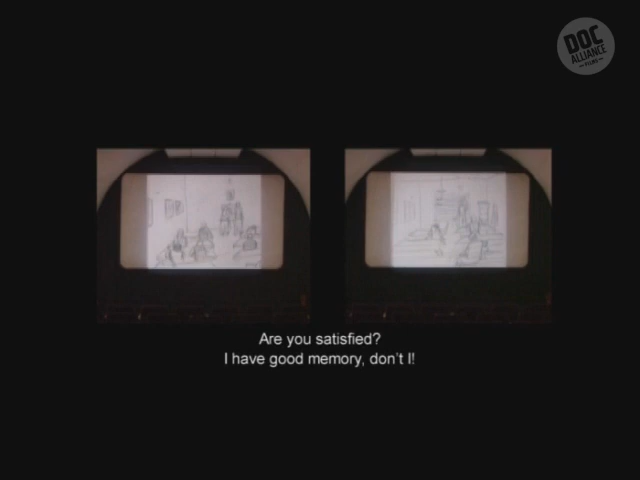 DOC
ALLIANCE
FILMS
Are you satisfied?
I have good memory, don't I!